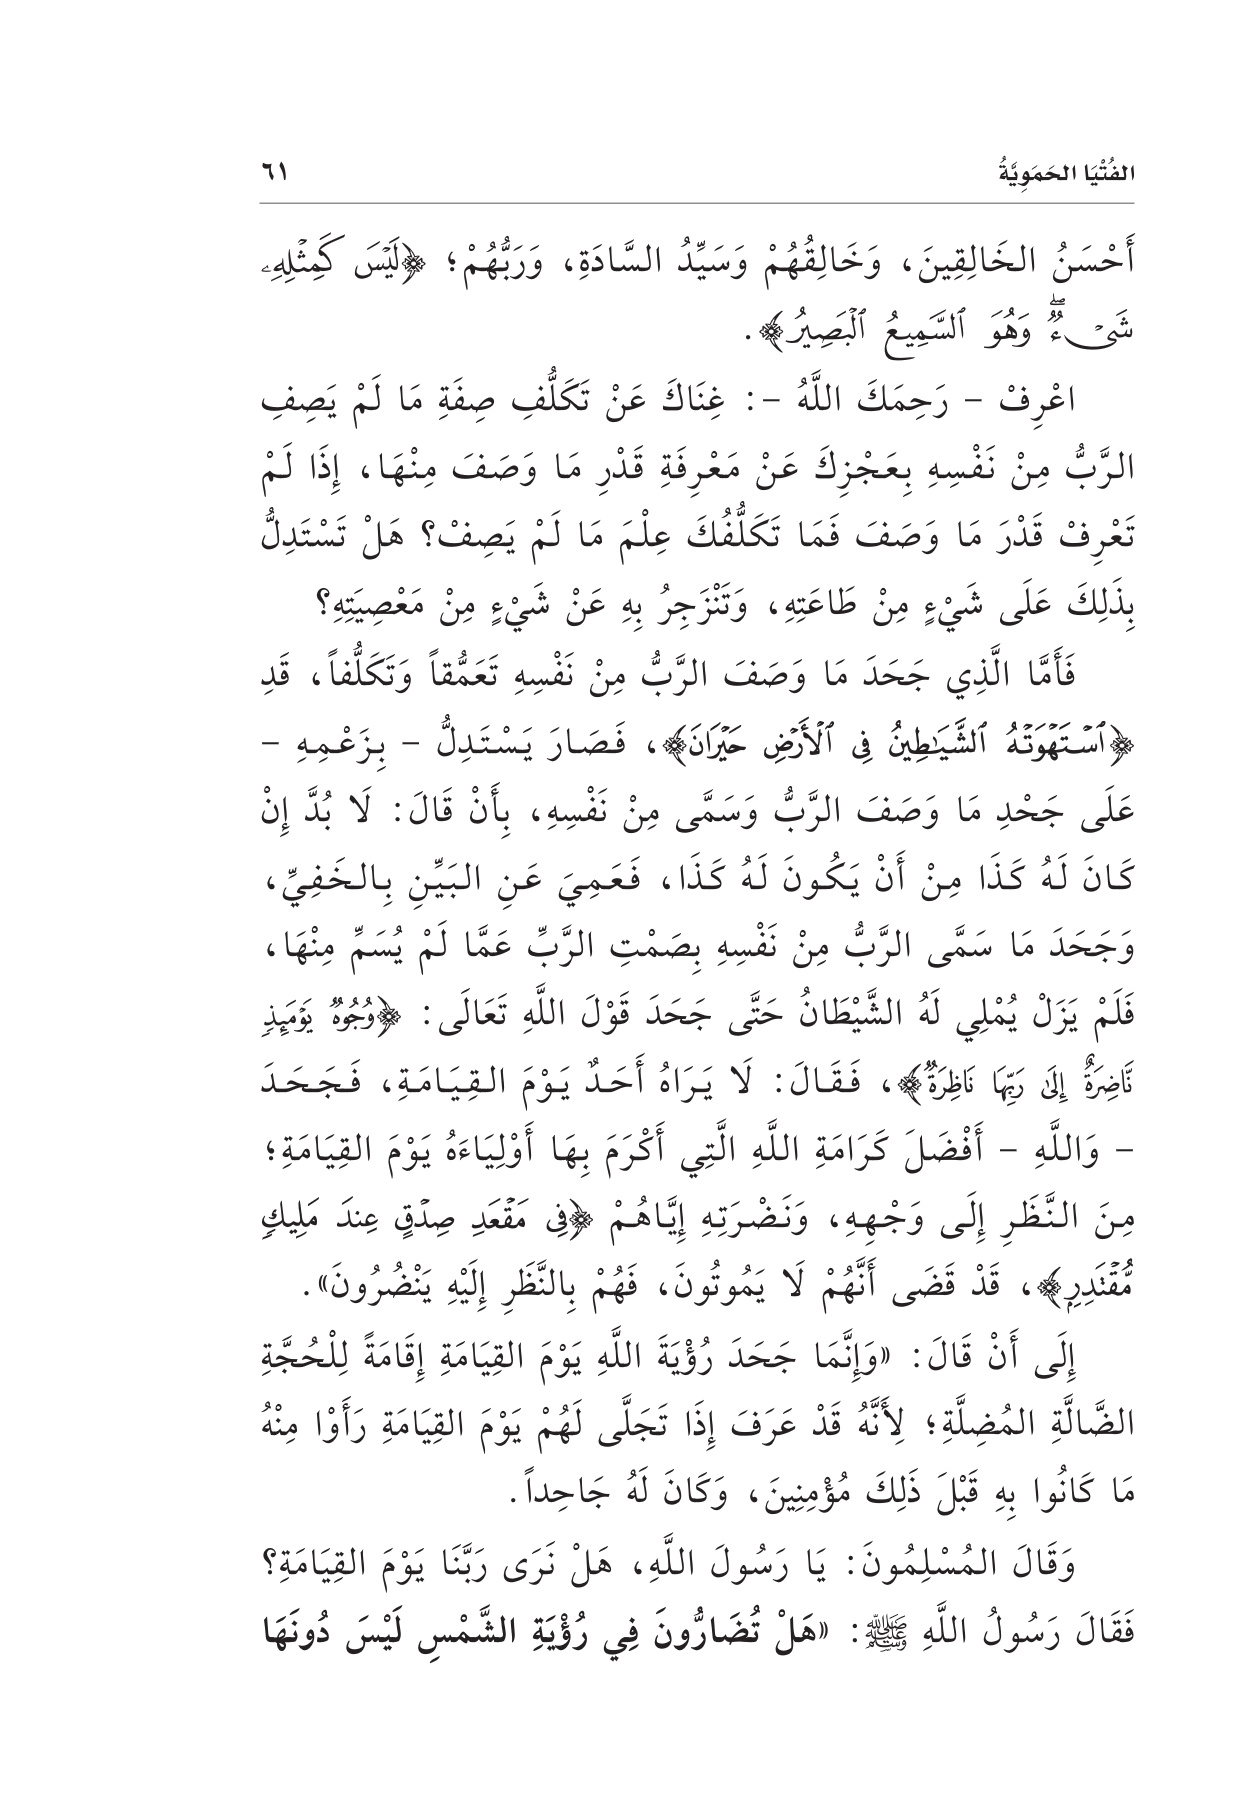 الفُتْيَا الحَمَوِيَّةُ ٦١
أَحْسَنُ الخَالِقِينَ، وَخَالِقُهُمْ وَسَيِّدُ السَّادَةِ، وَرَبُّهُمْ؛ ﴿لَيۡسَ كَمِثۡلِهِۦ
شَيۡءٞۖ وَهُوَ ٱلسَّمِيعُ ٱلۡبَصِيرُ﴾.
اعْرِفْ - رَحِمَكَ اللَّهُ -: غِنَاكَ عَنْ تَكَلُّفِ صِفَةِ مَا لَمْ يَصِفِ
الرَّبُّ مِنْ نَفْسِهِ بِعَجْزِكَ عَنْ مَعْرِفَةِ قَدْرِ مَا وَصَفَ مِنْهَا، إِذَا لَمْ
تَعْرِفْ قَدْرَ مَا وَصَفَ فَمَا تَكَلُّفُكَ عِلْمَ مَا لَمْ يَصِفْ؟ هَلْ تَسْتَدِلُّ
بِذَلِكَ عَلَى شَيْءٍ مِنْ طَاعَتِهِ، وَتَنْزَجِرُ بِهِ عَنْ شَيْءٍ مِنْ مَعْصِيَتِهِ؟
فَأَمَّا الَّذِي جَحَدَ مَا وَصَفَ الرَّبُّ مِنْ نَفْسِهِ تَعَمُّقاً وَتَكَلُّفاً، قَدِ
﴿ٱسۡتَهۡوَتۡهُ ٱلشَّيَٰطِينُ فِي ٱلۡأَرۡضِ حَيۡرَانَ﴾، فَصَارَ يَسْتَدِلُّ - بِزَعْمِهِ -
عَلَى جَحْدِ مَا وَصَفَ الرَّبُّ وَسَمَّى مِنْ نَفْسِهِ، بِأَنْ قَالَ: لَا بُدَّ إِنْ
كَانَ لَهُ كَذَا مِنْ أَنْ يَكُونَ لَهُ كَذَا، فَعَمِيَ عَنِ البَيِّنِ بِالخَفِيِّ،
وَجَحَدَ مَا سَمَّى الرَّبُّ مِنْ نَفْسِهِ بِصَمْتِ الرَّبِّ عَمَّا لَمْ يُسَمِّ مِنْهَا،
فَلَمْ يَزَلْ يُمْلِي لَهُ الشَّيْطَانُ حَتَّى جَحَدَ قَوْلَ اللَّهِ تَعَالَى: ﴿وُجُوهٞ يَوۡمَئِذٖ
نَّاضِرَةٌ إِلَىٰ رَبِّهَا نَاظِرَةٞ﴾، فَقَالَ: لَا يَرَاهُ أَحَدٌ يَوْمَ القِيَامَةِ، فَجَحَدَ
- وَاللَّهِ - أَفْضَلَ كَرَامَةِ اللَّهِ الَّتِي أَكْرَمَ بِهَا أَوْلِيَاءَهُ يَوْمَ القِيَامَةِ؛
مِنَ النَّظَرِ إِلَى وَجْهِهِ، وَنَضْرَتِهِ إِيَّاهُمْ ﴿فِي مَقۡعَدِ صِدۡقٍ عِندَ مَلِيكٖ
مُّقۡتَدِرِۭ﴾، قَدْ قَضَى أَنَّهُمْ لَا يَمُوتُونَ، فَهُمْ بِالنَّظَرِ إِلَيْهِ يَنْضُرُونَ».
إِلَى أَنْ قَالَ: «وَإِنَّمَا جَحَدَ رُؤْيَةَ اللَّهِ يَوْمَ القِيَامَةِ إِقَامَةً لِلْحُجَّةِ
الضَّالَّةِ المُضِلَّةِ؛ لِأَنَّهُ قَدْ عَرَفَ إِذَا تَجَلَّى لَهُمْ يَوْمَ القِيَامَةِ رَأَوْا مِنْهُ
مَا كَانُوا بِهِ قَبْلَ ذَلِكَ مُؤْمِنِينَ، وَكَانَ لَهُ جَاحِداً.
وَقَالَ المُسْلِمُونَ: يَا رَسُولَ اللَّهِ، هَلْ نَرَى رَبَّنَا يَوْمَ القِيَامَةِ؟
فَقَالَ رَسُولُ اللَّهِ ﷺ: «هَلْ تُضَارُّونَ فِي رُؤْيَةِ الشَّمْسِ لَيْسَ دُونَهَا